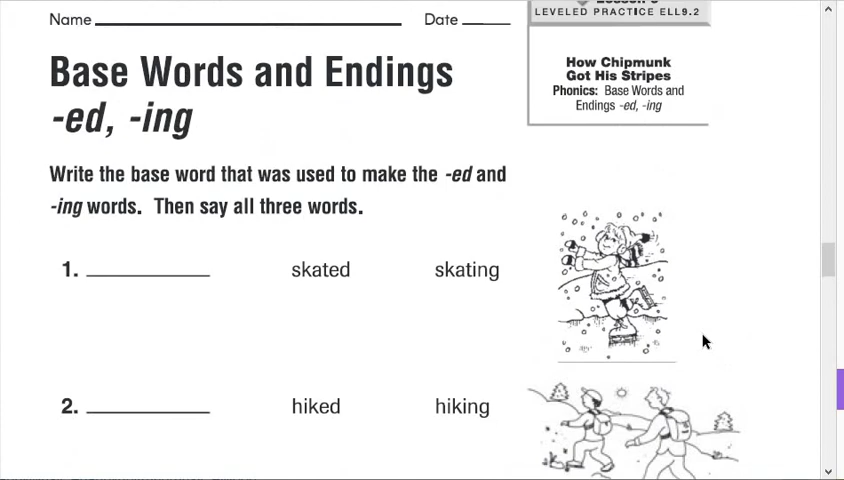 Name Date
LEVELED PRACTICE ELL9.2
How Chipmunk
Got His Stripes
Phonics: Base Words and
Endings -ed, -ing
Base Words and Endings
-ed, -ing
Write the base word that was used to make the -ed and
-ing words. Then say all three words.
1. skated skating
2. hiked hiking